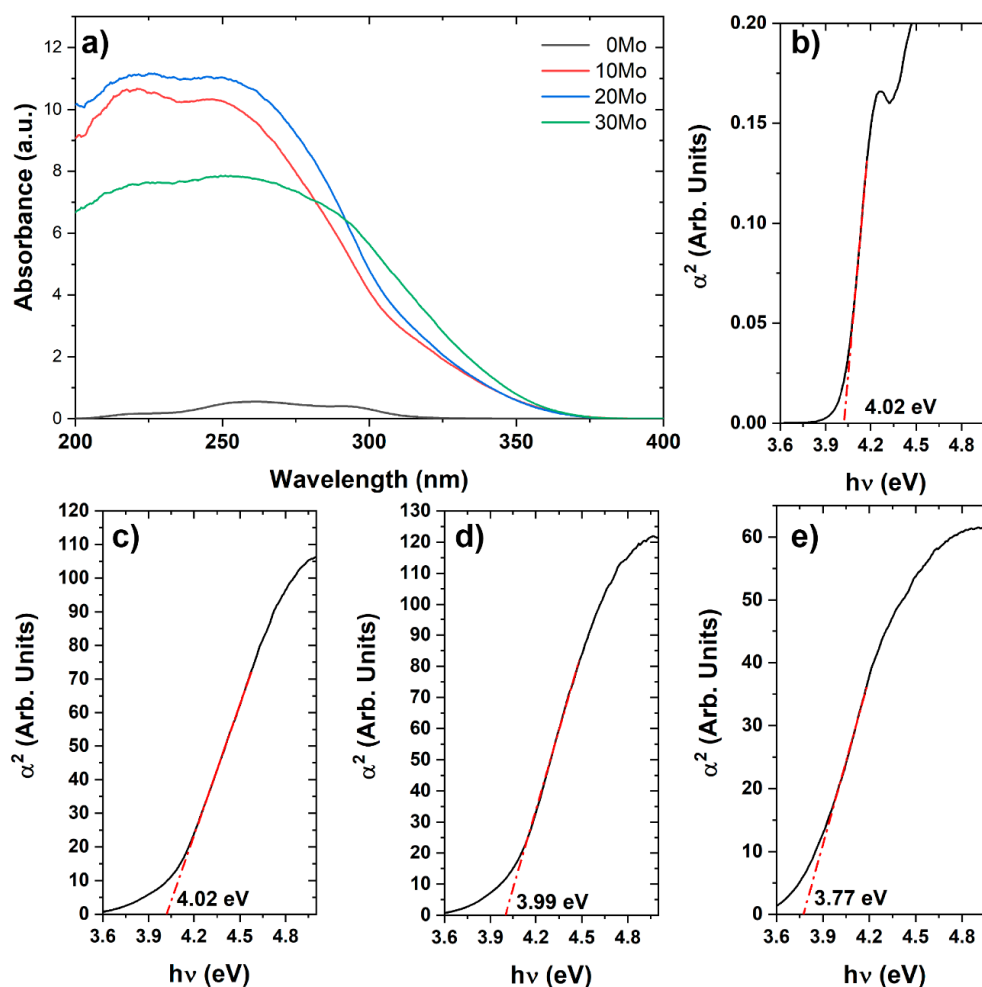 a)
0Mo
10Mo
20Mo
30Mo
Absorbance (a.u.)
12
11
10
9
8
7
6
5
4
3
2
1
0
200 250 300 350 400
Wavelength (nm)
b)
α² (Arb. Units)
0.20
0.15
0.10
0.05
0.00
4.02 eV
3.6 3.9 4.2 4.5 4.8
hν (eV)
c)
α² (Arb. Units)
120
110
100
90
80
70
60
50
40
30
20
10
0
4.02 eV
3.6 3.9 4.2 4.5 4.8
hν (eV)
d)
α² (Arb. Units)
130
120
110
100
90
80
70
60
50
40
30
20
10
0
3.99 eV
3.6 3.9 4.2 4.5 4.8
hν (eV)
e)
α² (Arb. Units)
60
50
40
30
20
10
0
3.77 eV
3.6 3.9 4.2 4.5 4.8
hν (eV)